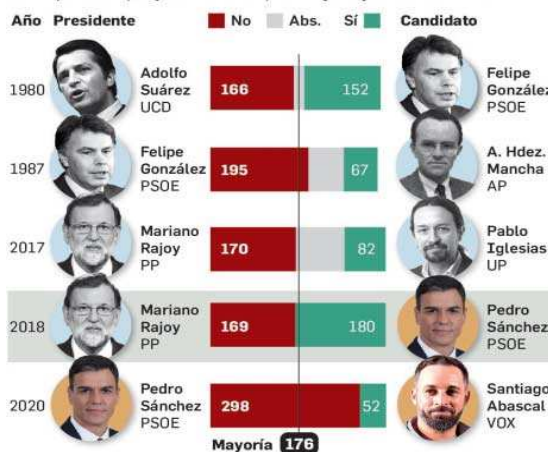 Año Presidente No Abs. Sí Candidato
1980
Adolfo
Suárez
UCD
166 152
Felipe
González
PSOE
1987
Felipe
González
PSOE
195 67
A. Hdez.
Mancha
AP
2017
Mariano
Rajoy
PP
170 82
Pablo
Iglesias
UP
2018
Mariano
Rajoy
PP
169 180
Pedro
Sánchez
PSOE
2020
Pedro
Sánchez
PSOE
298 52
Santiago
Abascal
VOX
Mayoría 176